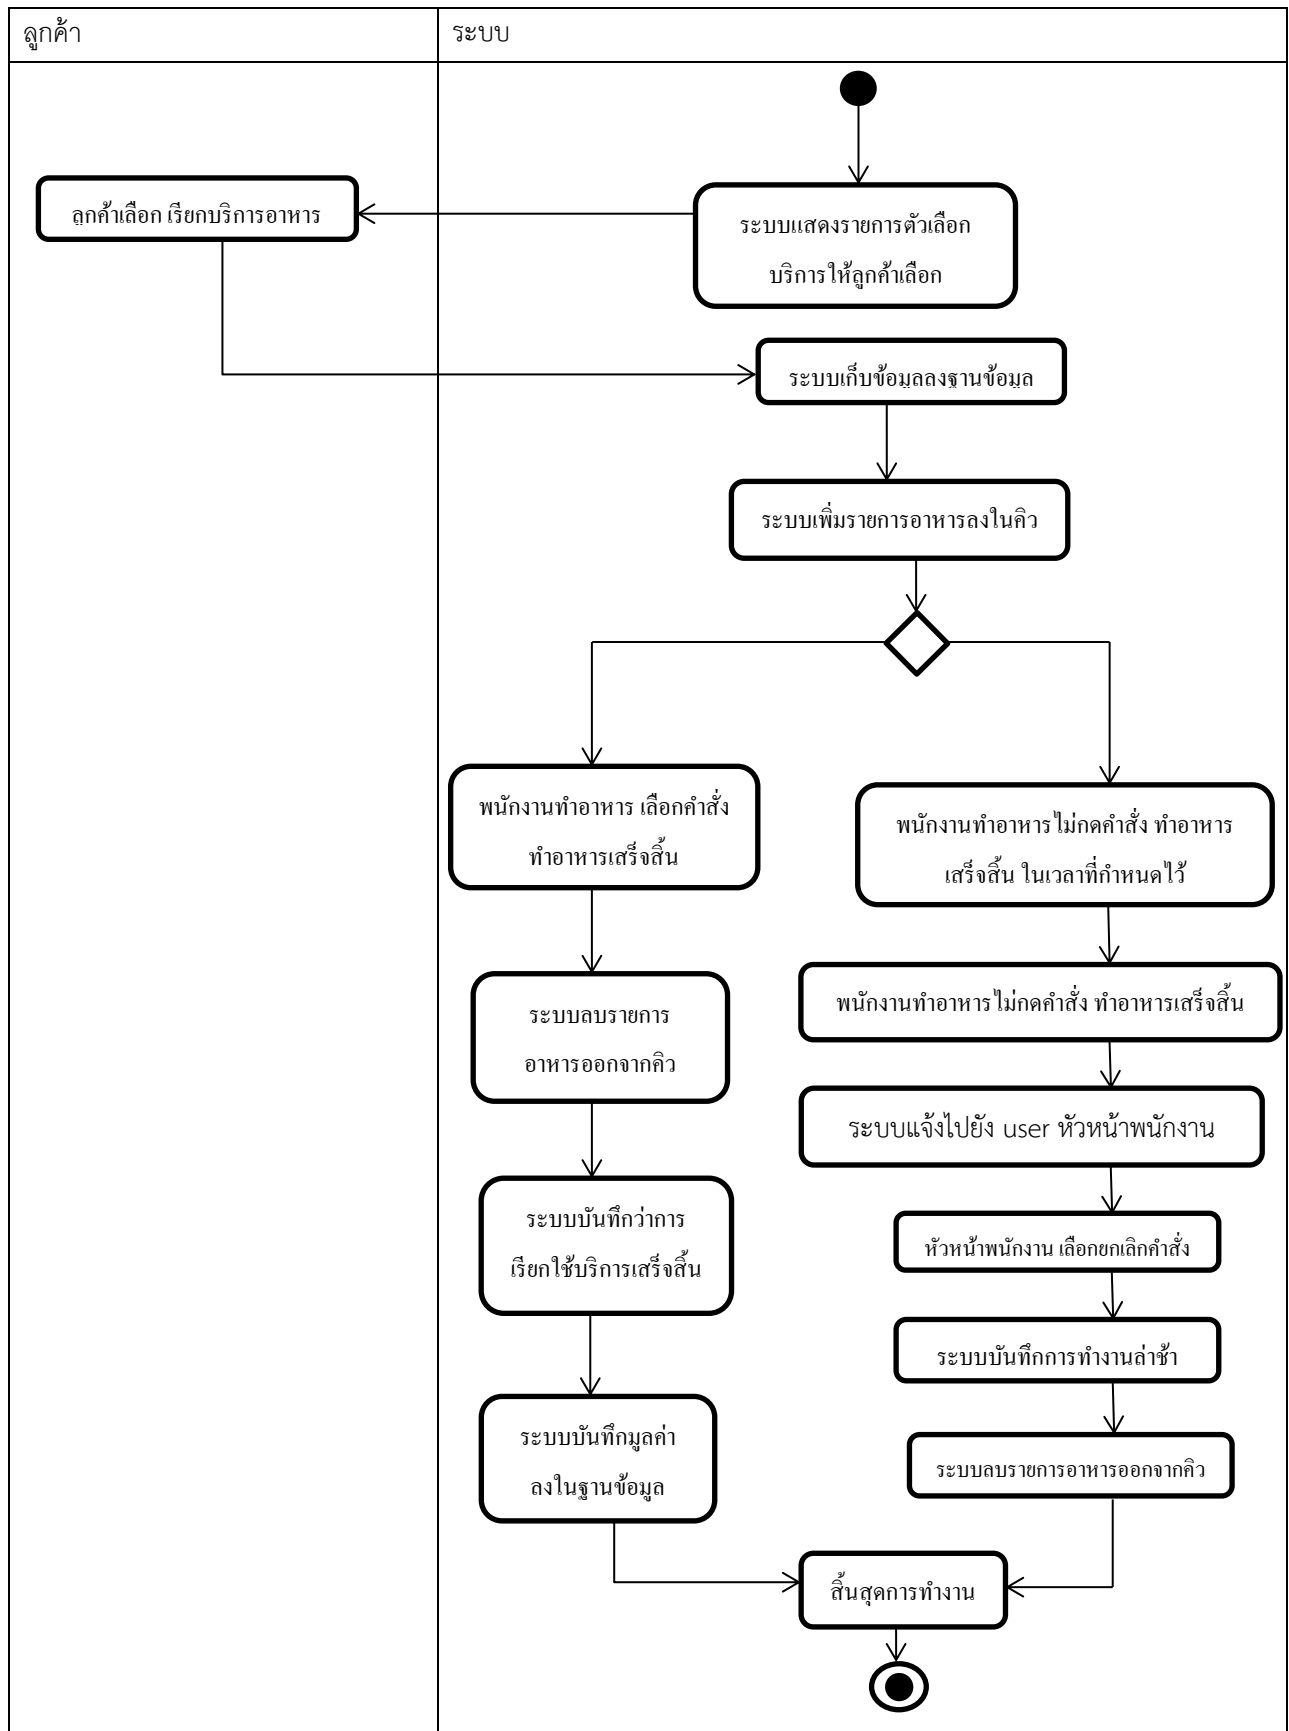 ลูกค้า
ระบบ
ลูกค้าเลือก เรียกบริการอาหาร
ระบบแสดงรายการตัวเลือก
บริการให้ลูกค้าเลือก
ระบบเก็บข้อมูลลงฐานข้อมูล
ระบบเพิ่มรายการอาหารลงในคิว
พนักงานทำอาหาร เลือกคำสั่ง
ทำอาหารเสร็จสิ้น
พนักงานทำอาหารไม่กดคำสั่ง ทำอาหาร
เสร็จสิ้น ในเวลาที่กำหนดไว้
ระบบลบรายการ
อาหารออกจากคิว
พนักงานทำอาหารไม่กดคำสั่ง ทำอาหารเสร็จสิ้น
ระบบแจ้งไปยัง user หัวหน้าพนักงาน
ระบบบันทึกว่าการ
เรียกใช้บริการเสร็จสิ้น
หัวหน้าพนักงาน เลือกยกเลิกคำสั่ง
ระบบบันทึกการทำงานล่าช้า
ระบบบันทึกมูลค่า
ลงในฐานข้อมูล
ระบบลบรายการอาหารออกจากคิว
สิ้นสุดการทำงาน